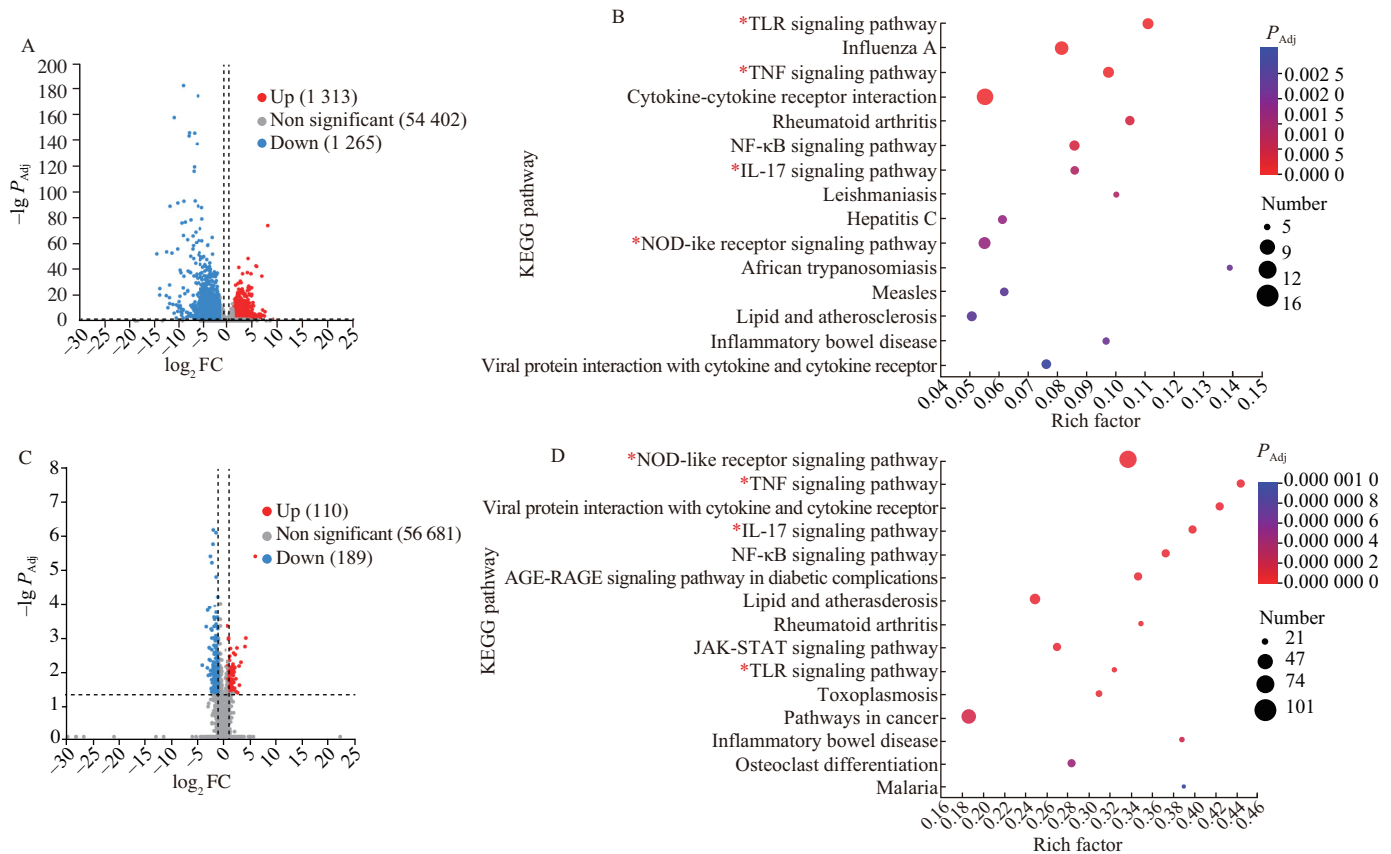 A
200
180
160
140
120
100
80
60
40
20
0
−lg P_Adj
Up (1 313)
Non significant (54 402)
Down (1 265)
−30 −25 −20 −15 −10 −5 0 5 10 15 20 25
log₂ FC
B
*TLR signaling pathway
Influenza A
*TNF signaling pathway
Cytokine-cytokine receptor interaction
Rheumatoid arthritis
NF-κB signaling pathway
*IL-17 signaling pathway
Leishmaniasis
Hepatitis C
*NOD-ike receptor signaling pathway
African trypanosomiasis
Measles
Lipid and atherosclerosis
Inflammatory bowel disease
Viral protein interaction with cytokine and cytokine receptor
KEGG pathway
0.04 0.05 0.06 0.07 0.08 0.09 0.10 0.11 0.12 0.13 0.14 0.15
Rich factor
P_Adj
0.002 5
0.002 0
0.001 5
0.001 0
0.000 5
0.000 0
Number
5
9
12
16
C
8
7
6
5
4
3
2
1
0
−lg P_Adj
Up (110)
Non significant (56 681)
Down (189)
−30 −25 −20 −15 −10 −5 0 5 10 15 20 25
log₂ FC
D
*NOD-like receptor signaling pathway
*TNF signaling pathway
Viral protein interaction with cytokine and cytokine receptor
*IL-17 signaling pathway
NF-κB signaling pathway
AGE-RAGE signaling pathway in diabetic complications
Lipid and atherasderosis
Rheumatoid arthritis
JAK-STAT signaling pathway
*TLR signaling pathway
Toxoplasmosis
Pathways in cancer
Inflammatory bowel disease
Osteoclast differentiation
Malaria
KEGG pathway
0.16 0.18 0.20 0.22 0.24 0.26 0.28 0.30 0.32 0.34 0.36 0.38 0.40 0.42 0.44 0.46
Rich factor
P_Adj
0.000 001 0
0.000 000 8
0.000 000 6
0.000 000 4
0.000 000 2
0.000 000 0
Number
21
47
74
101